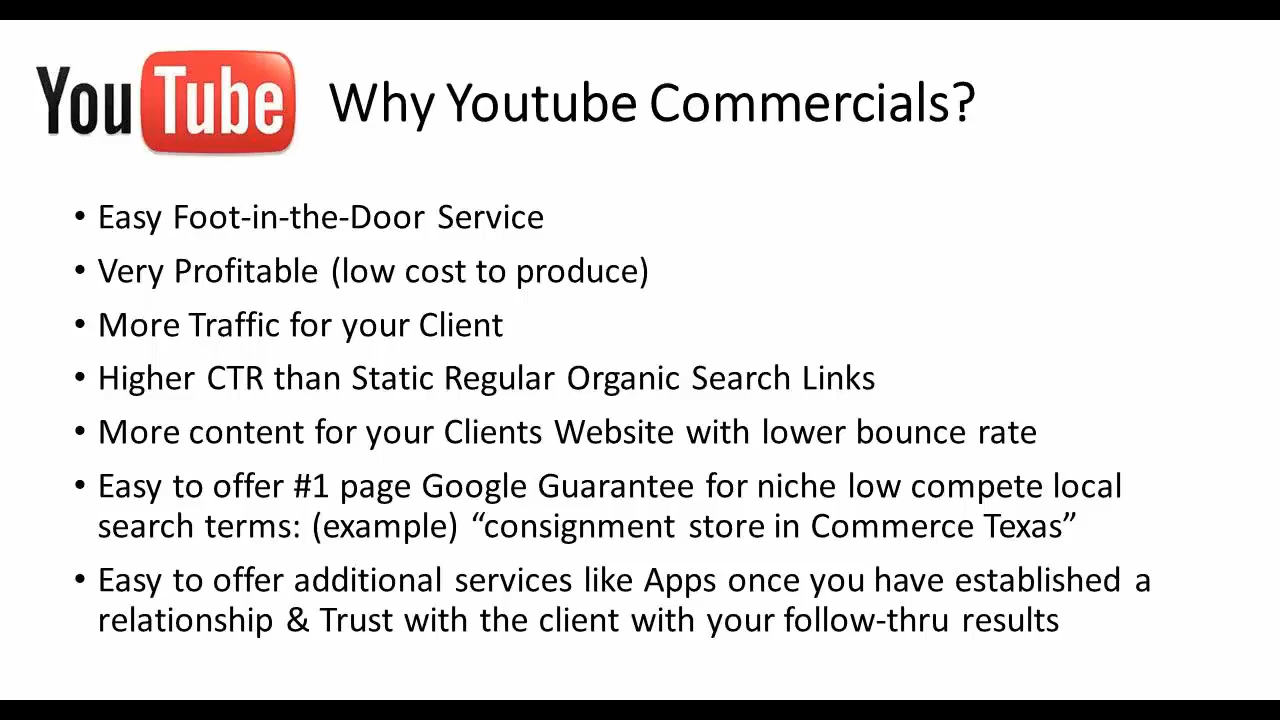 YouTube Why Youtube Commercials?
• Easy Foot-in-the-Door Service
• Very Profitable (low cost to produce)
• More Traffic for your Client
• Higher CTR than Static Regular Organic Search Links
• More content for your Clients Website with lower bounce rate
• Easy to offer #1 page Google Guarantee for niche low compete local
search terms: (example) “consignment store in Commerce Texas”
• Easy to offer additional services like Apps once you have established a
relationship & Trust with the client with your follow-thru results